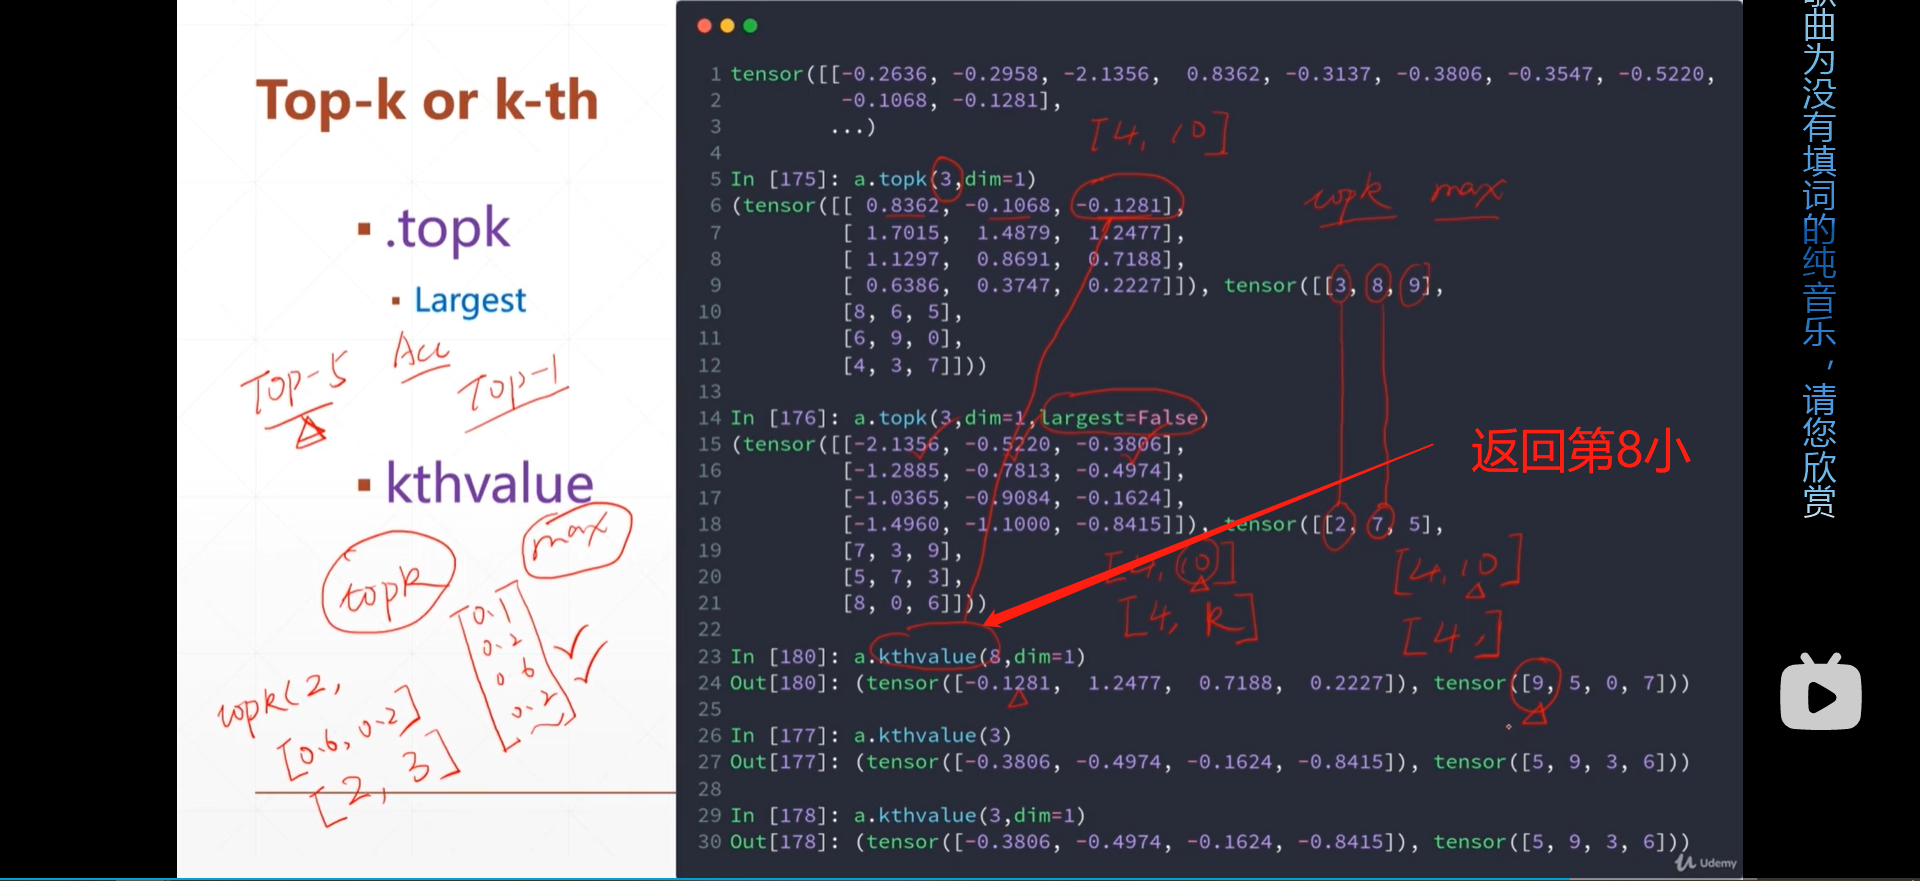 Top-k or k-th
.topk
Largest
Top-5
Acc
Top-1
kthvalue
topk
max
0.1
0.2
0 6
0.2
topk(2,
[0.6, 0.2]
[2, 3]
1 tensor([[-0.2636, -0.2958, -2.1356,  0.8362, -0.3137, -0.3806, -0.3547, -0.5220,
2          -0.1068, -0.1281],
3         ...)
[4, 10]
4
5 In [175]: a.topk(3,dim=1)
6 (tensor([[ 0.8362, -0.1068, -0.1281],
topk max
7          [ 1.7015,  1.4879,  1.2477],
8          [ 1.1297,  0.8691,  0.7188],
9          [ 0.6386,  0.3747,  0.2227]]), tensor([[3, 8, 9],
10         [8, 6, 5],
11         [6, 9, 0],
12         [4, 3, 7]]))
13
14 In [176]: a.topk(3,dim=1,largest=False)
15 (tensor([[-2.1356, -0.5220, -0.3806],
返回第8小
16         [-1.2885, -0.7813, -0.4974],
17         [-1.0365, -0.9084, -0.1624],
18         [-1.4960, -1.1000, -0.8415]]), tensor([[2, 7, 5],
19         [7, 3, 9],
20         [5, 7, 3],
21         [8, 0, 6]]))
[4, 10]
[4, 10]
[4, k]
[4,]
22
23 In [180]: a.kthvalue(8,dim=1)
24 Out[180]: (tensor([-0.1281,  1.2477,  0.7188,  0.2227]), tensor([9, 5, 0, 7]))
25
26 In [177]: a.kthvalue(3)
27 Out[177]: (tensor([-0.3806, -0.4974, -0.1624, -0.8415]), tensor([5, 9, 3, 6]))
28
29 In [178]: a.kthvalue(3,dim=1)
30 Out[178]: (tensor([-0.3806, -0.4974, -0.1624, -0.8415]), tensor([5, 9, 3, 6]))
Udemy
歌曲为没有填词的纯音乐，请您欣赏